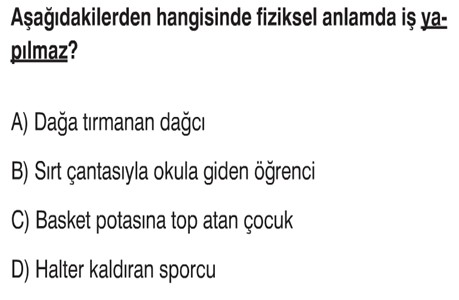 Aşağıdakilerden hangisinde fiziksel anlamda iş ya-
pılmaz?
A) Dağa tırmanan dağcı
B) Sırt çantasıyla okula giden öğrenci
C) Basket potasına top atan çocuk
D) Halter kaldıran sporcu